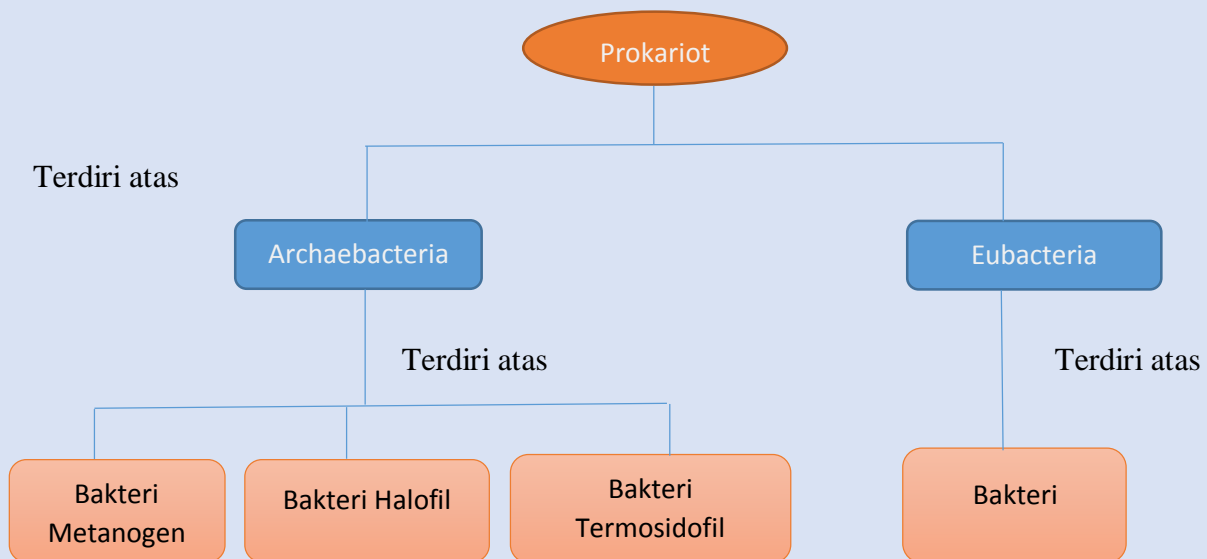 Prokariot
Terdiri atas
Archaebacteria
Eubacteria
Terdiri atas
Terdiri atas
Bakteri
Metanogen
Bakteri Halofil
Bakteri
Termosidofil
Bakteri